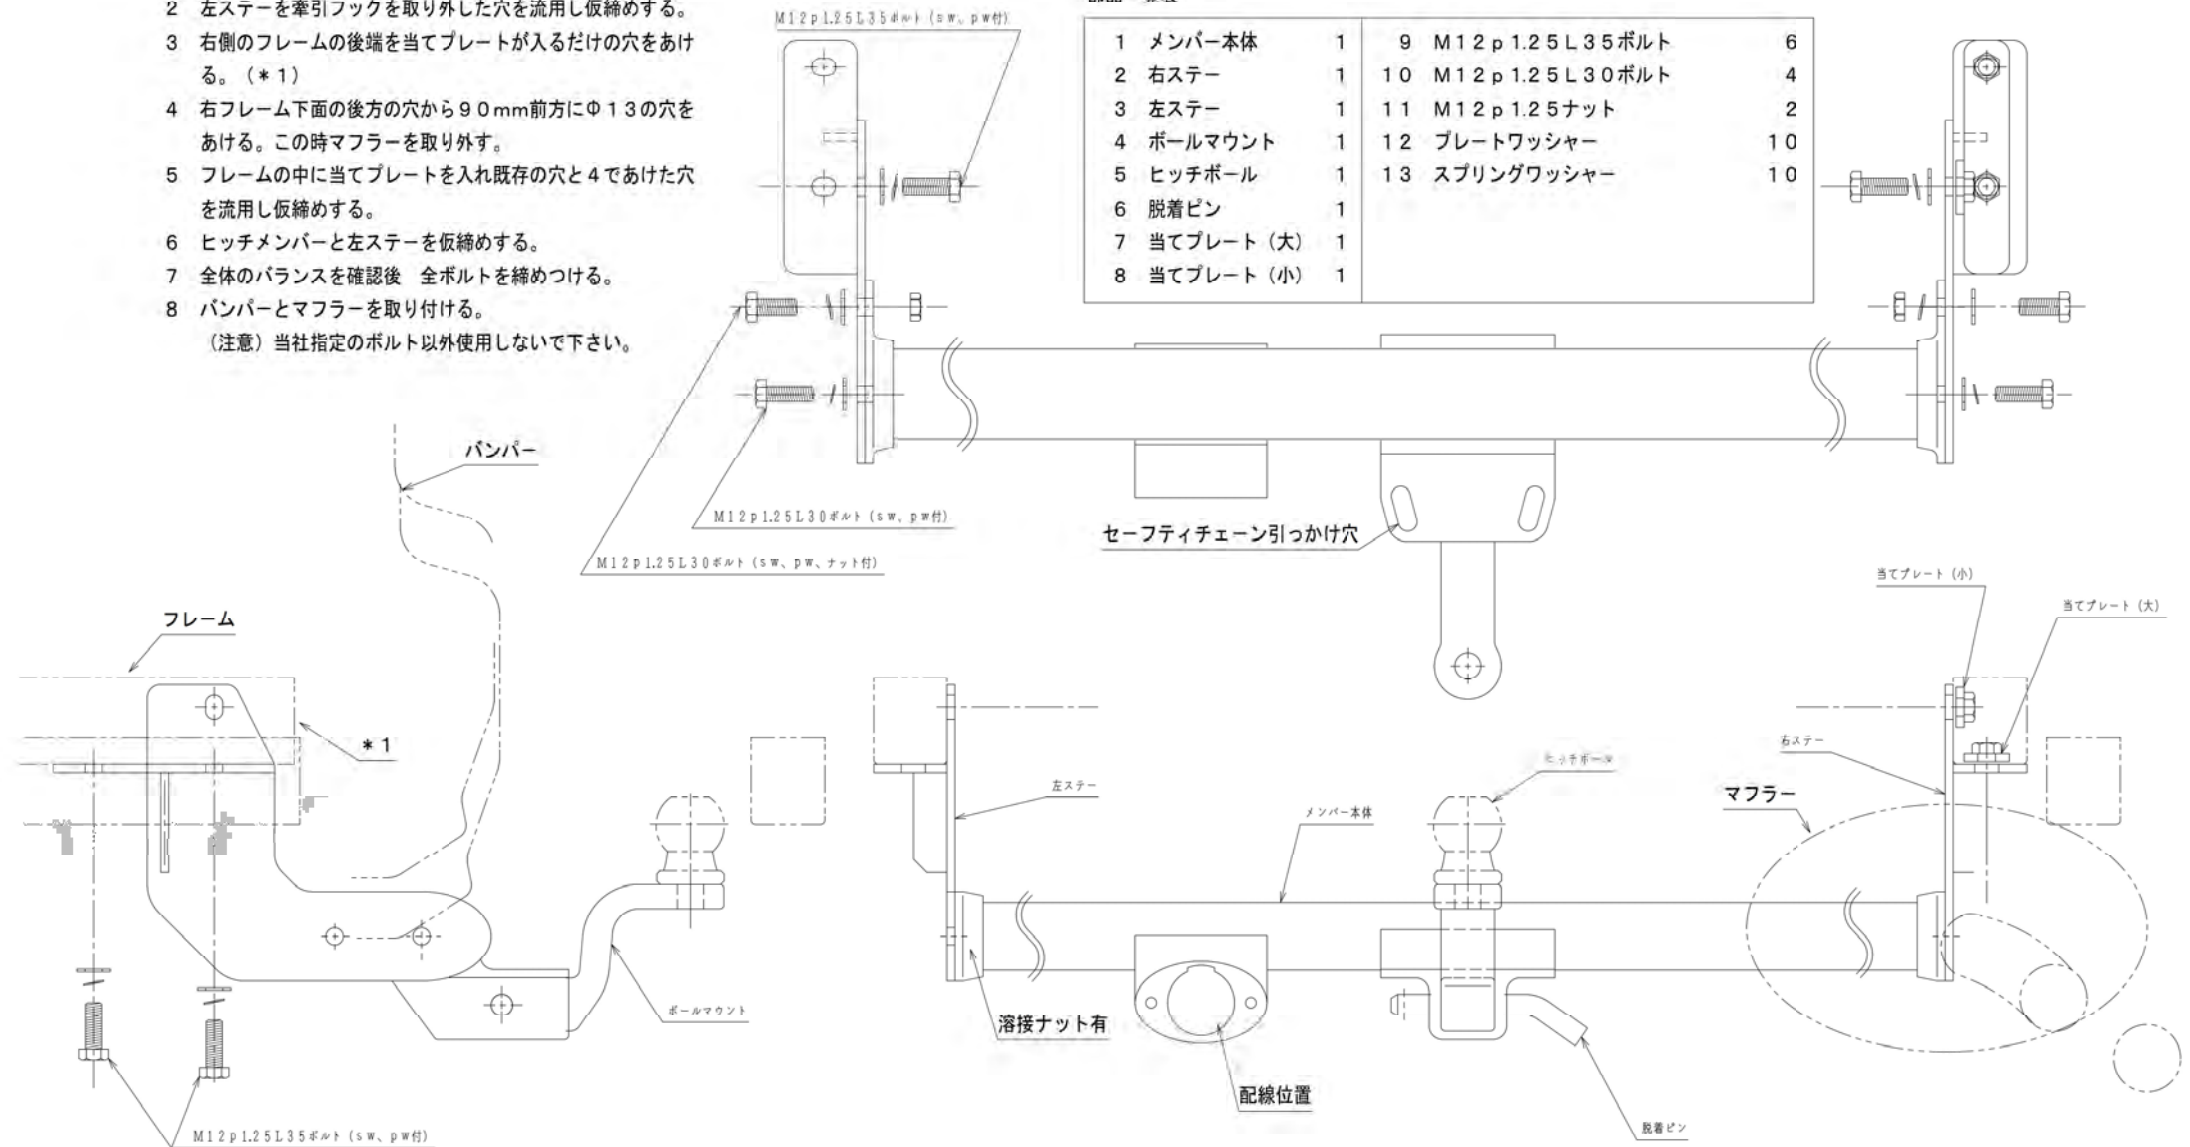 2 左ステーを牽引フックを取り外した穴を流用し仮締めする。
3 右側のフレームの後端を当てプレートが入るだけの穴をあけ
る。（＊１）
4 右フレーム下面の後方の穴から９０mm前方にΦ１３の穴を
あける。この時マフラーを取り外す。
5 フレームの中に当てプレートを入れ既存の穴と４であけた穴
を流用し仮締めする。
6 ヒッチメンバーと左ステーを仮締めする。
7 全体のバランスを確認後　全ボルトを締めつける。
8 バンパーとマフラーを取り付ける。
（注意）当社指定のボルト以外使用しないで下さい。
M12p1.25L35ボルト（sw、pw付）
1 メンバー本体 1
2 右ステー 1
3 左ステー 1
4 ボールマウント 1
5 ヒッチボール 1
6 脱着ピン 1
7 当てプレート（大） 1
8 当てプレート（小） 1
9 M12p1.25L35ボルト 6
10 M12p1.25L30ボルト 4
11 M12p1.25ナット 2
12 プレートワッシャー 10
13 スプリングワッシャー 10
バンパー
M12p1.25L30ボルト（sw、pw付）
M12p1.25L30ボルト（sw、pw、ナット付）
セーフティチェーン引っかけ穴
当てプレート（小）
当てプレート（大）
フレーム
＊1
左ステー
ヒッチボール
右ステー
メンバー本体
マフラー
ボールマウント
溶接ナット有
配線位置
脱着ピン
M12p1.25L35ボルト（sw、pw付）